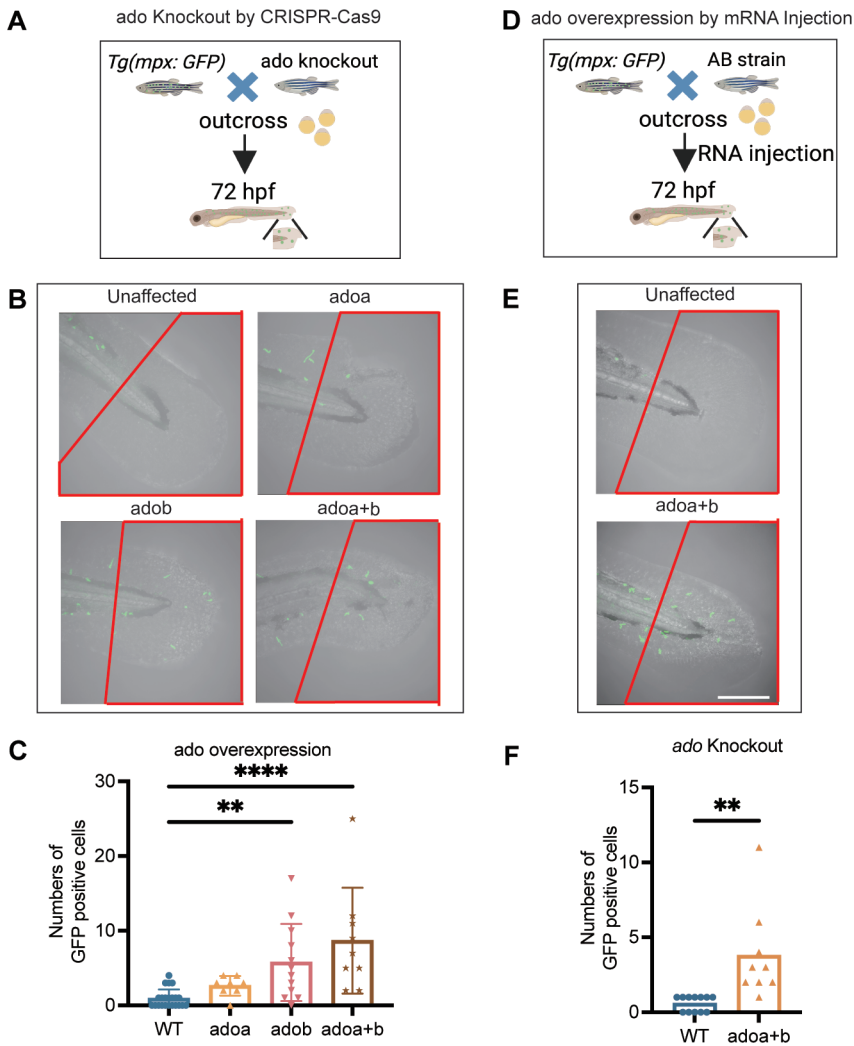 A
ado Knockout by CRISPR-Cas9
Tg(mpx: GFP)
ado knockout
outcross
72 hpf
D
ado overexpression by mRNA Injection
Tg(mpx: GFP)
AB strain
outcross
RNA injection
72 hpf
B
Unaffected
adoa
adob
adoa+b
E
Unaffected
adoa+b
C
ado overexpression
Numbers of
GFP positive cells
30
20
10
0
****
**
WT
adoa
adob
adoa+b
F
ado Knockout
Numbers of
GFP positive cells
15
10
5
0
**
WT
adoa+b